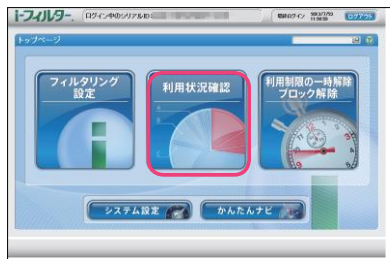 i-フィルター。 ログイン中のシリアルID:
ログアウト
トップページ
フィルタリング
設定
利用状況確認
利用制限の一時解除
ブロック解除
システム設定
かんたんナビ